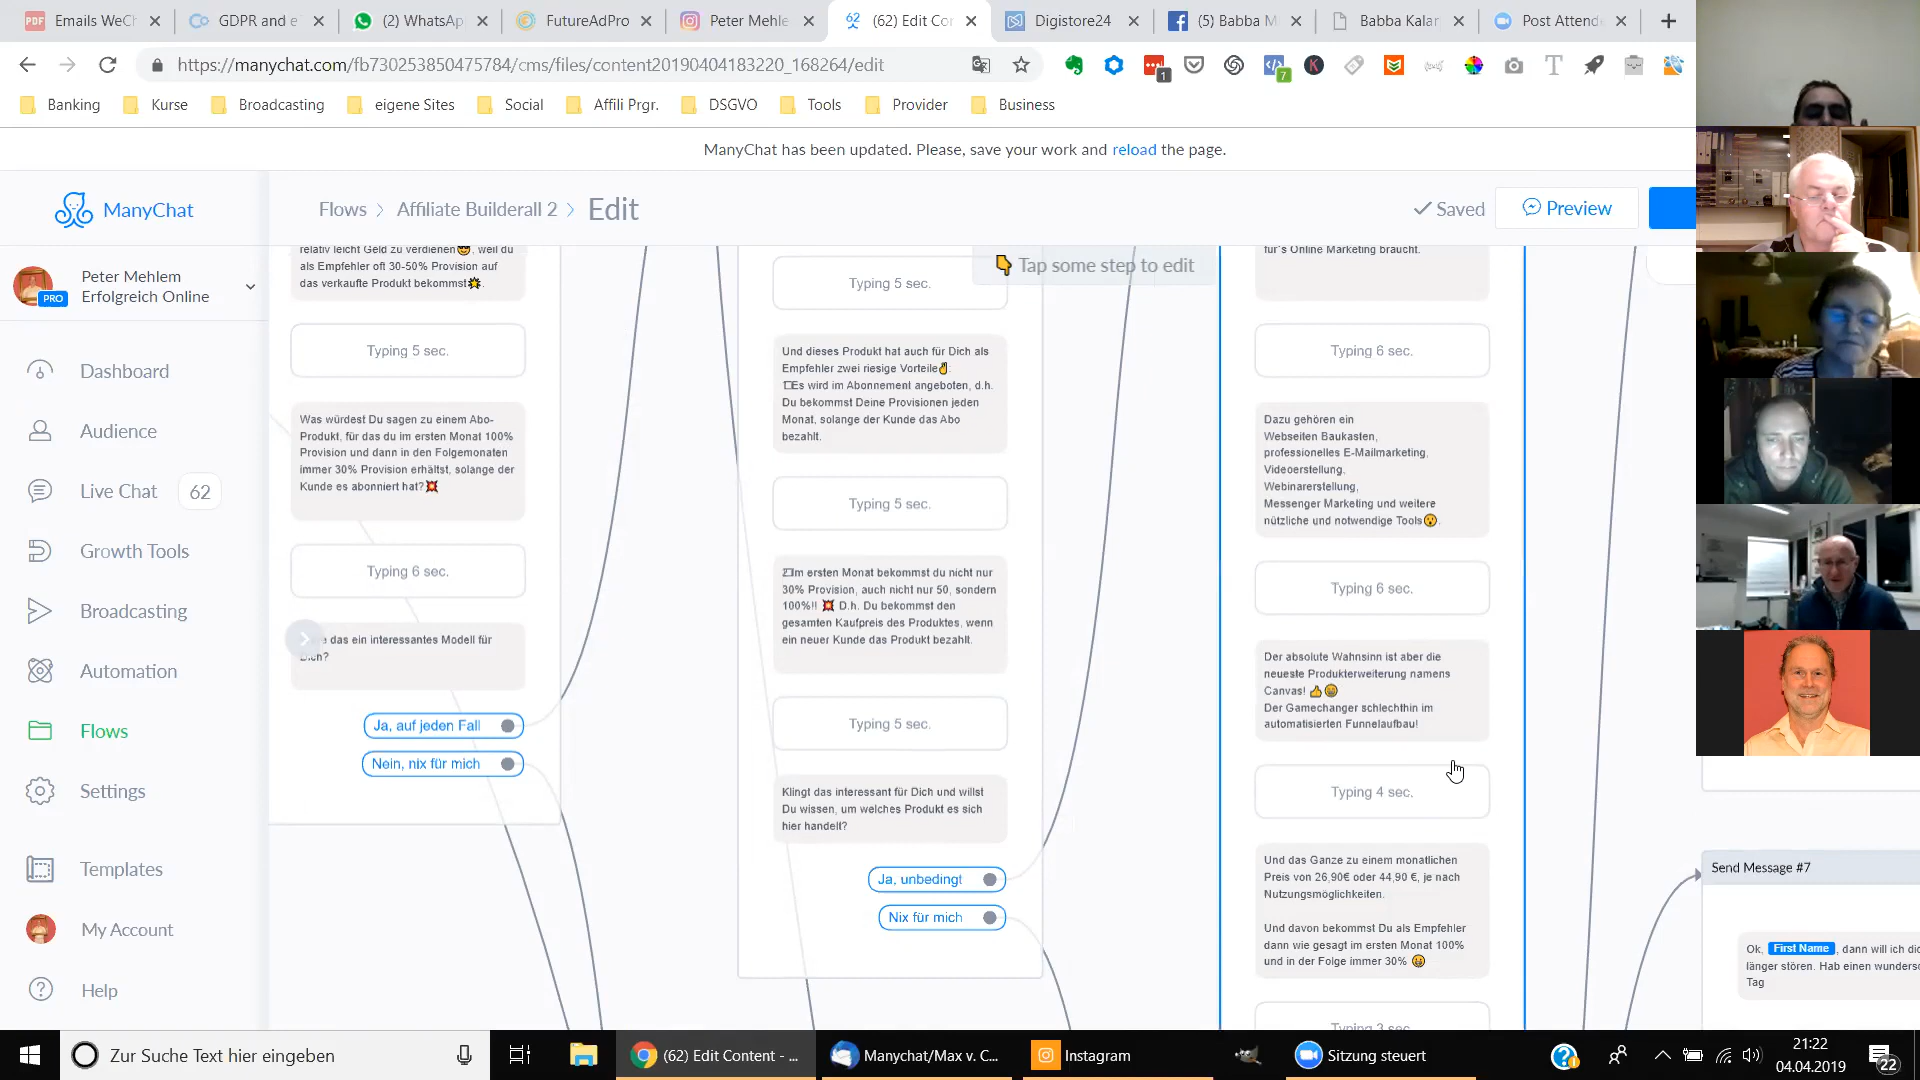 Emails WeCh
GDPR and e
(2) WhatsAp
FutureAdPro
Peter Mehle
(62) Edit Con
Digistore24
(5) Babba M
Babba Kalar
Post Attende
https://manychat.com/fb730253850475784/cms/files/content20190404183220_168264/edit
Banking
Kurse
Broadcasting
eigene Sites
Social
Affili Prgr.
DSGVO
Tools
Provider
Business
ManyChat has been updated. Please, save your work and reload the page.
ManyChat
Flows > Affiliate Builderall 2 > Edit
Saved
Preview
Peter Mehlem
Erfolgreich Online
PRO
Dashboard
Audience
Live Chat 62
Growth Tools
Broadcasting
Automation
Flows
Settings
Templates
My Account
Help
Tap some step to edit
relativ leicht Geld zu verdienen😎, weil du
als Empfehler oft 30-50% Provision auf
das verkaufte Produkt bekommst🌟.
Typing 5 sec.
Was würdest Du sagen zu einem Abo-
Produkt, für das du im ersten Monat 100%
Provision und dann in den Folgemonaten
immer 30% Provision erhältst, solange der
Kunde es abonniert hat?💥
Typing 6 sec.
das ein interessantes Modell für
Dich?
Ja, auf jeden Fall
Nein, nix für mich
Typing 5 sec.
Und dieses Produkt hat auch für Dich als
Empfehler zwei riesige Vorteile✌.
1Es wird im Abonnement angeboten, d.h.
Du bekommst Deine Provisionen jeden
Monat, solange der Kunde das Abo
bezahlt.
Typing 5 sec.
2Im ersten Monat bekommst du nicht nur
30% Provision, auch nicht nur 50, sondern
100%!! 💥 D.h. Du bekommst den
gesamten Kaufpreis des Produktes, wenn
ein neuer Kunde das Produkt bezahlt.
Typing 5 sec.
Klingt das interessant für Dich und willst
Du wissen, um welches Produkt es sich
hier handelt?
Ja, unbedingt
Nix für mich
für's Online Marketing braucht.
Typing 6 sec.
Dazu gehören ein
Webseiten Baukasten,
professionelles E-Mailmarketing,
Videoerstellung,
Webinarerstellung,
Messenger Marketing und weitere
nützliche und notwendige Tools😲.
Typing 6 sec.
Der absolute Wahnsinn ist aber die
neueste Produkterweiterung namens
Canvas! 👍😀
Der Gamechanger schlechthin im
automatisierten Funnelaufbau!
Typing 4 sec.
Und das Ganze zu einem monatlichen
Preis von 26,90€ oder 44,90 €, je nach
Nutzungsmöglichkeiten.
Und davon bekommst Du als Empfehler
dann wie gesagt im ersten Monat 100%
und in der Folge immer 30% 😝
Typing 3 sec.
Send Message #7
Ok, First Name, dann will ich dic
länger stören. Hab einen wundersc
Tag
Zur Suche Text hier eingeben
(62) Edit Content - ...
Manychat/Max v. C...
Instagram
Sitzung steuert
21:22
04.04.2019
22